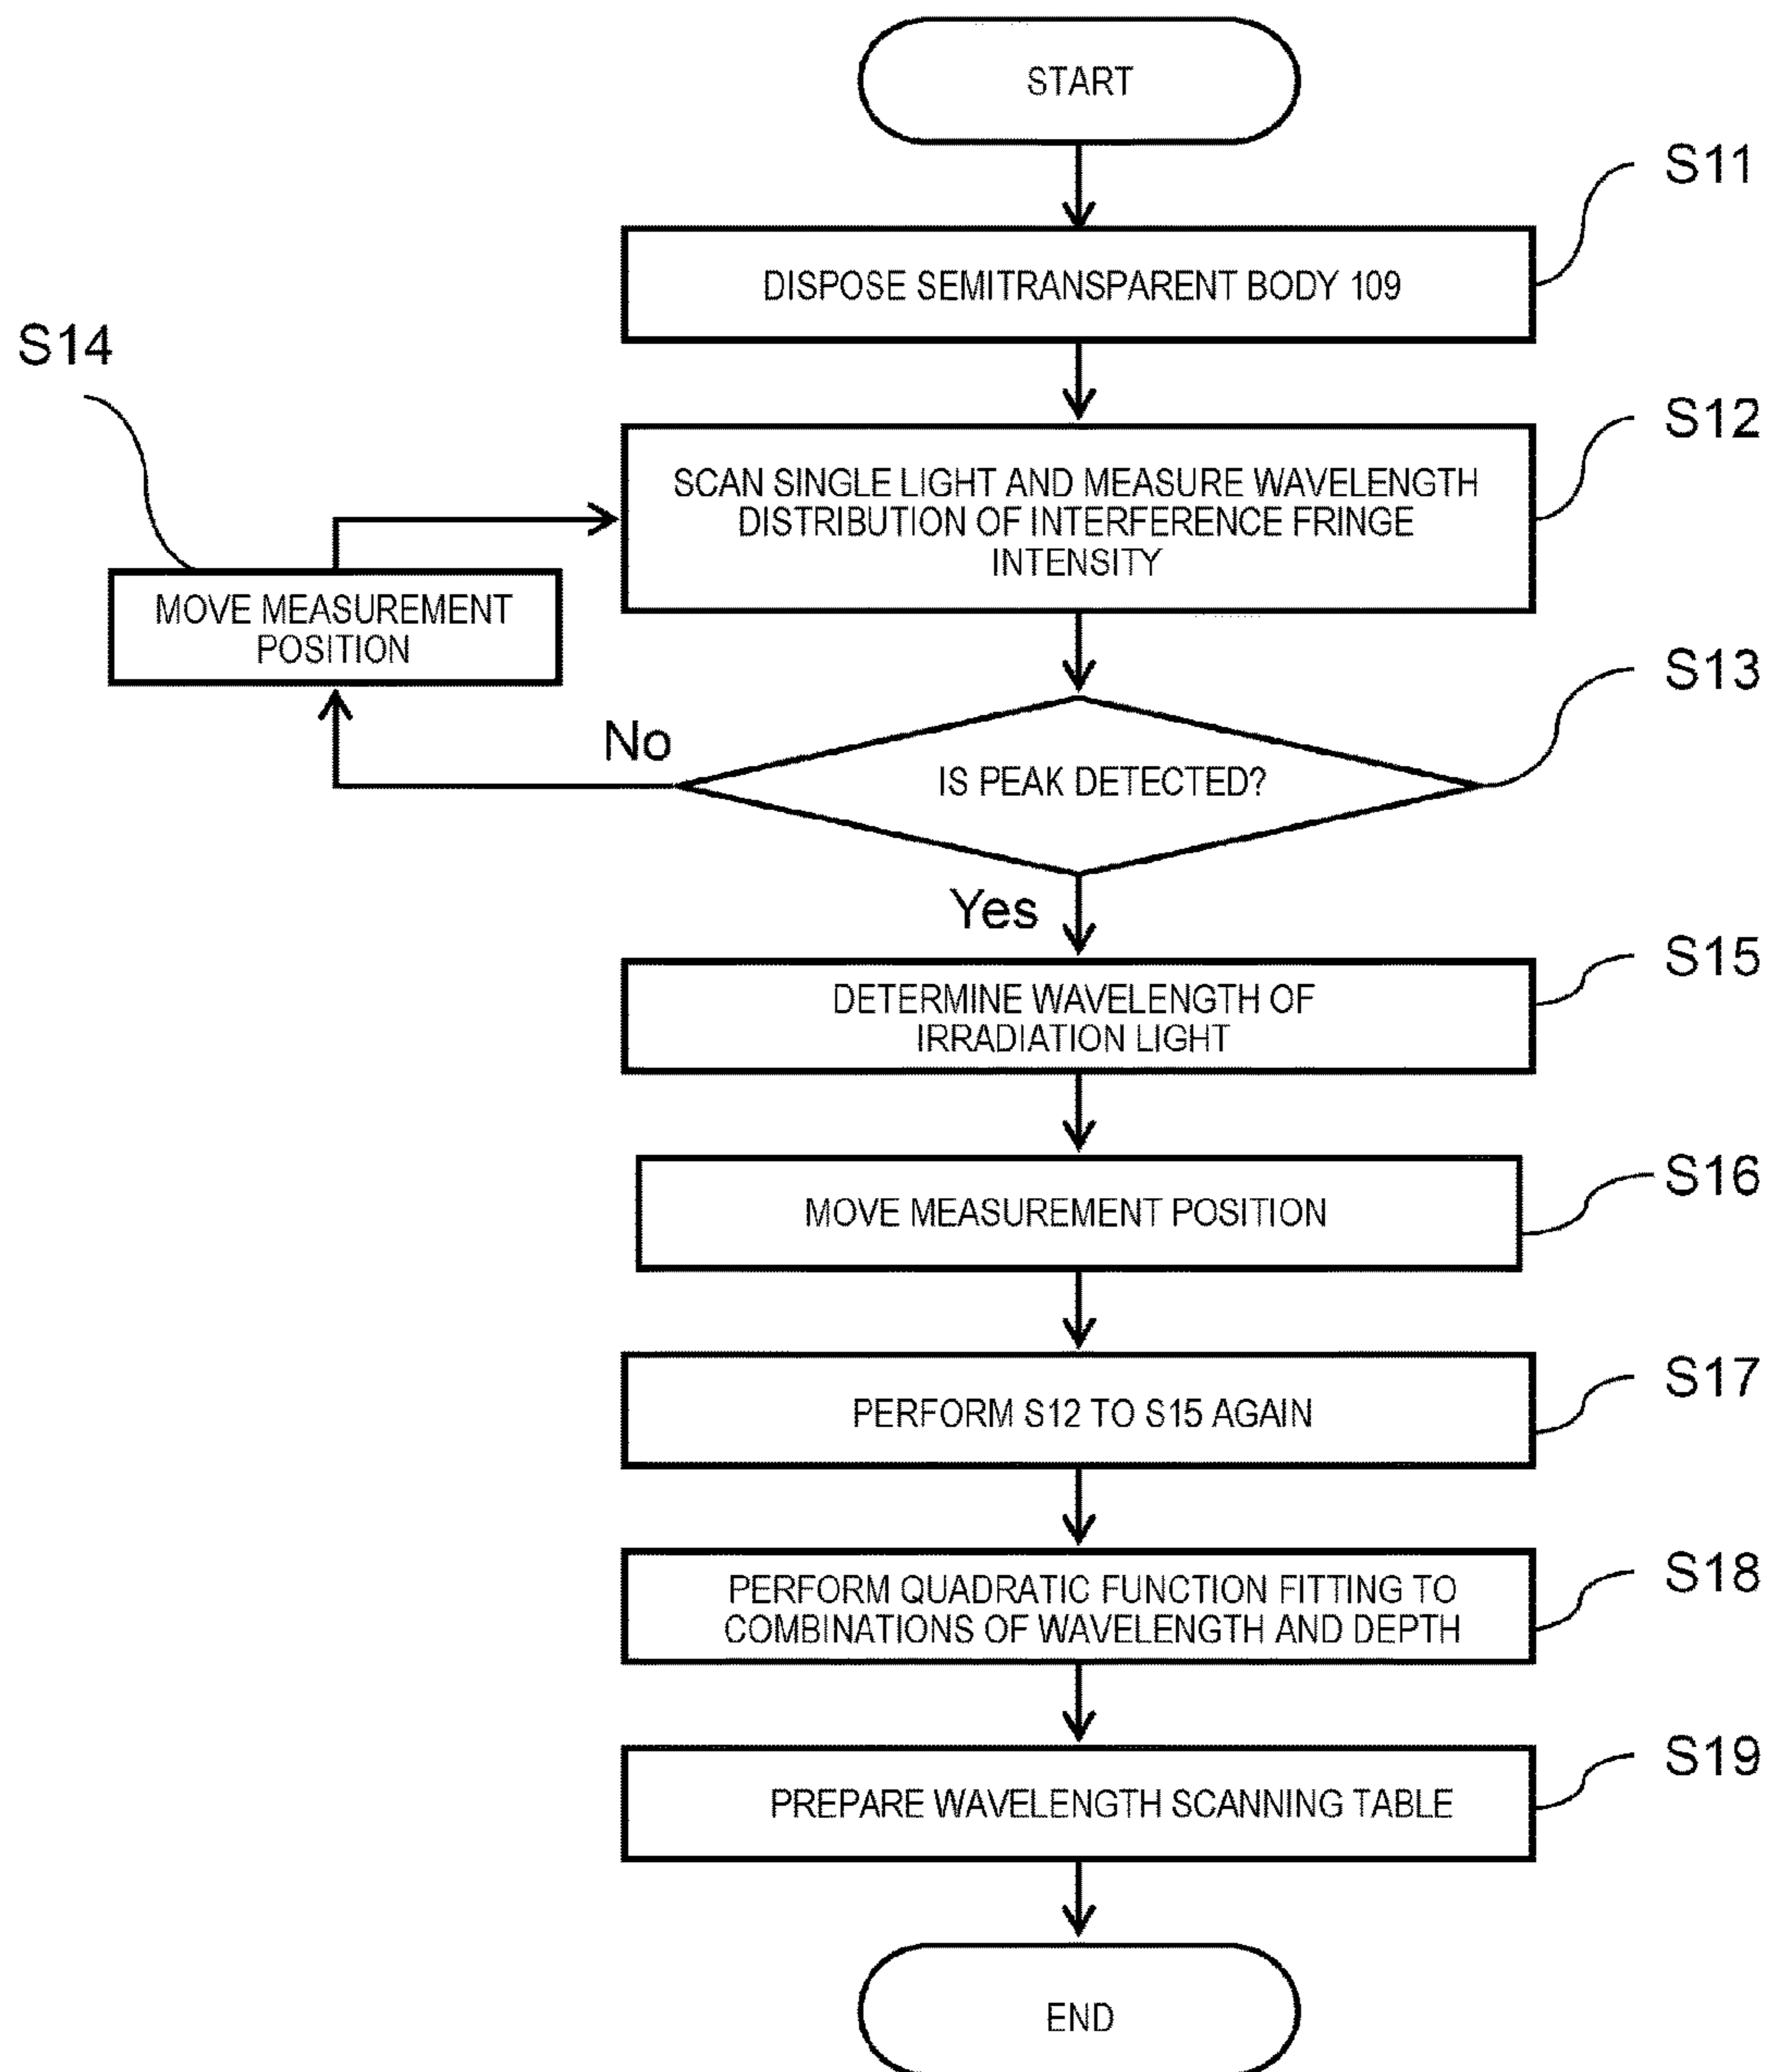 START
S11
DISPOSE SEMITRANSPARENT BODY 109
S14
S12
SCAN SINGLE LIGHT AND MEASURE WAVELENGTH
DISTRIBUTION OF INTERFERENCE FRINGE
INTENSITY
MOVE MEASUREMENT
POSITION
S13
No
IS PEAK DETECTED?
Yes
S15
DETERMINE WAVELENGTH OF
IRRADIATION LIGHT
S16
MOVE MEASUREMENT POSITION
S17
PERFORM S12 TO S15 AGAIN
S18
PERFORM QUADRATIC FUNCTION FITTING TO
COMBINATIONS OF WAVELENGTH AND DEPTH
S19
PREPARE WAVELENGTH SCANNING TABLE
END